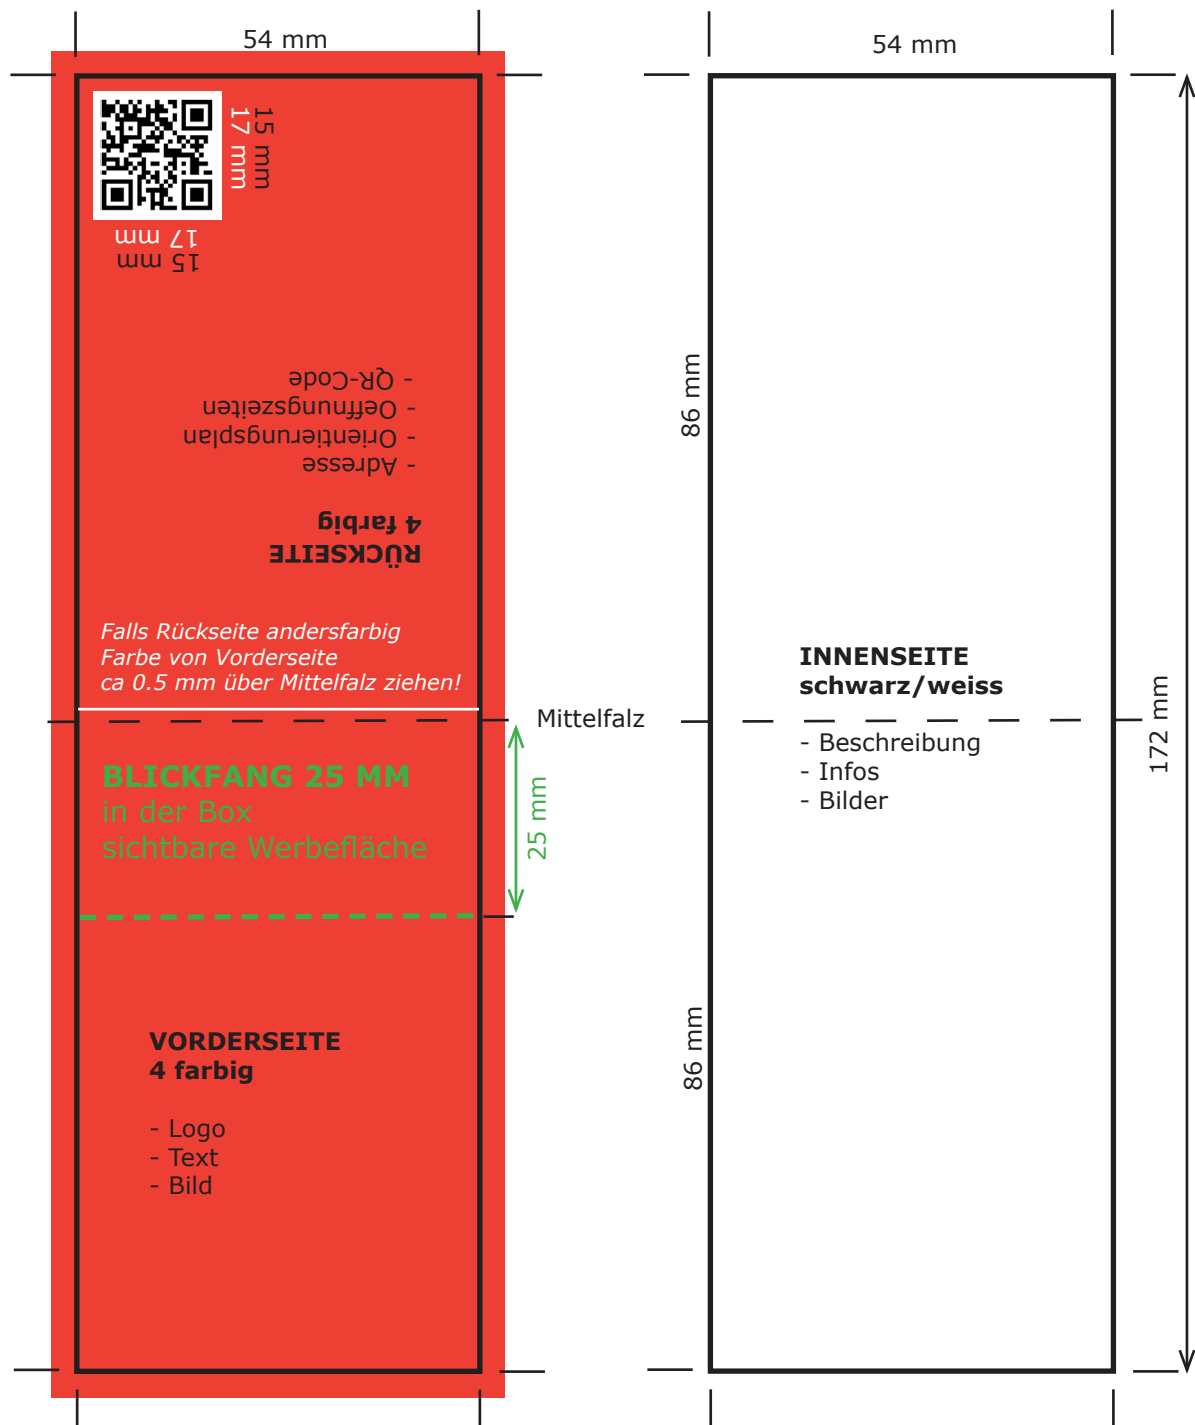 54 mm
15 mm
17 mm
17 mm
15 mm
- QR-Code
- Oeffnungszeiten
- Orientierungsplan
- Adresse
4 farbig
RÜCKSEITE
Falls Rückseite andersfarbig
Farbe von Vorderseite
ca 0.5 mm über Mittelfalz ziehen!
Mittelfalz
BLICKFANG 25 MM
in der Box
sichtbare Werbefläche
25 mm
VORDERSEITE
4 farbig
- Logo
- Text
- Bild
54 mm
86 mm
INNENSEITE
schwarz/weiss
- Beschreibung
- Infos
- Bilder
172 mm
86 mm